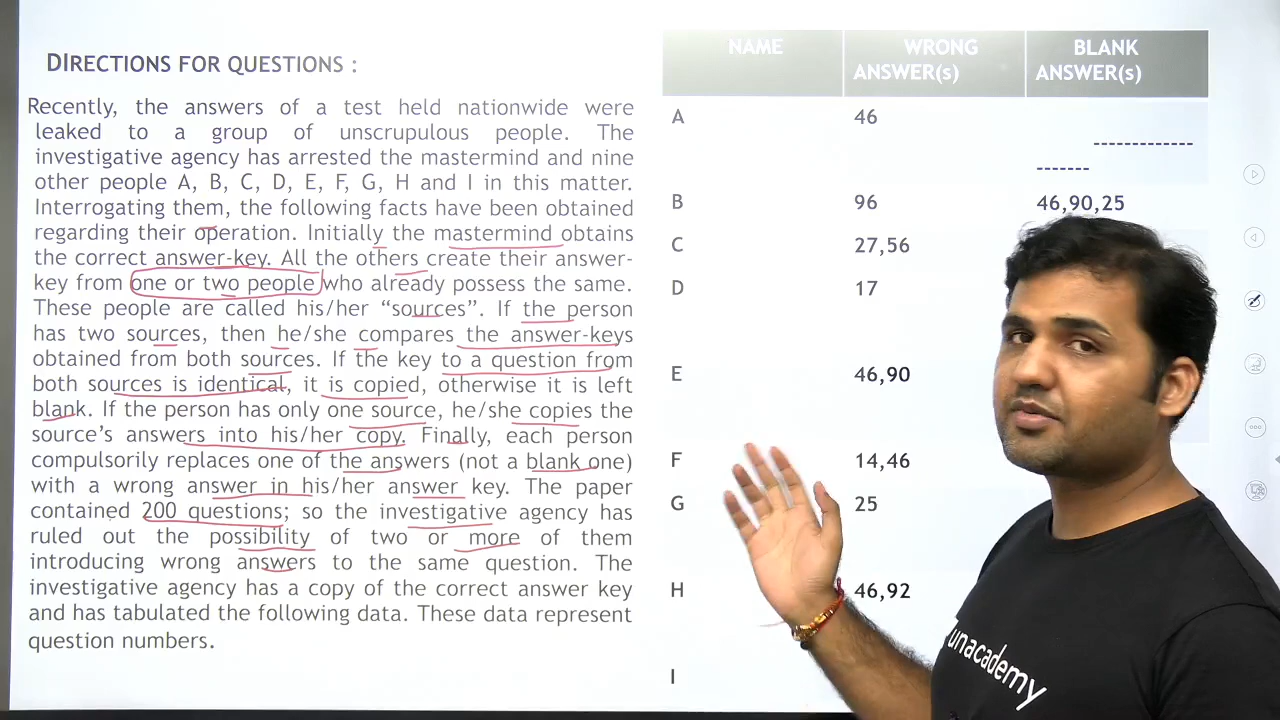 DIRECTIONS FOR QUESTIONS :
Recently, the answers of a test held nationwide were
leaked to a group of unscrupulous people. The
investigative agency has arrested the mastermind and nine
other people A, B, C, D, E, F, G, H and I in this matter.
Interrogating them, the following facts have been obtained
regarding their operation. Initially the mastermind obtains
the correct answer-key. All the others create their answer-
key from one or two people who already possess the same.
These people are called his/her “sources”. If the person
has two sources, then he/she compares the answer-keys
obtained from both sources. If the key to a question from
both sources is identical, it is copied, otherwise it is left
blank. If the person has only one source, he/she copies the
source's answers into his/her copy. Finally, each person
compulsorily replaces one of the answers (not a blank one)
with a wrong answer in his/her answer key. The paper
contained 200 questions; so the investigative agency has
ruled out the possibility of two or more of them
introducing wrong answers to the same question. The
investigative agency has a copy of the correct answer key
and has tabulated the following data. These data represent
question numbers.
NAME WRONG ANSWER(s) BLANK ANSWER(s)
A 46 --------------------
B 96 46,90,25
C 27,56
D 17
E 46,90
F 14,46
G 25
H 46,92
I
unacademy